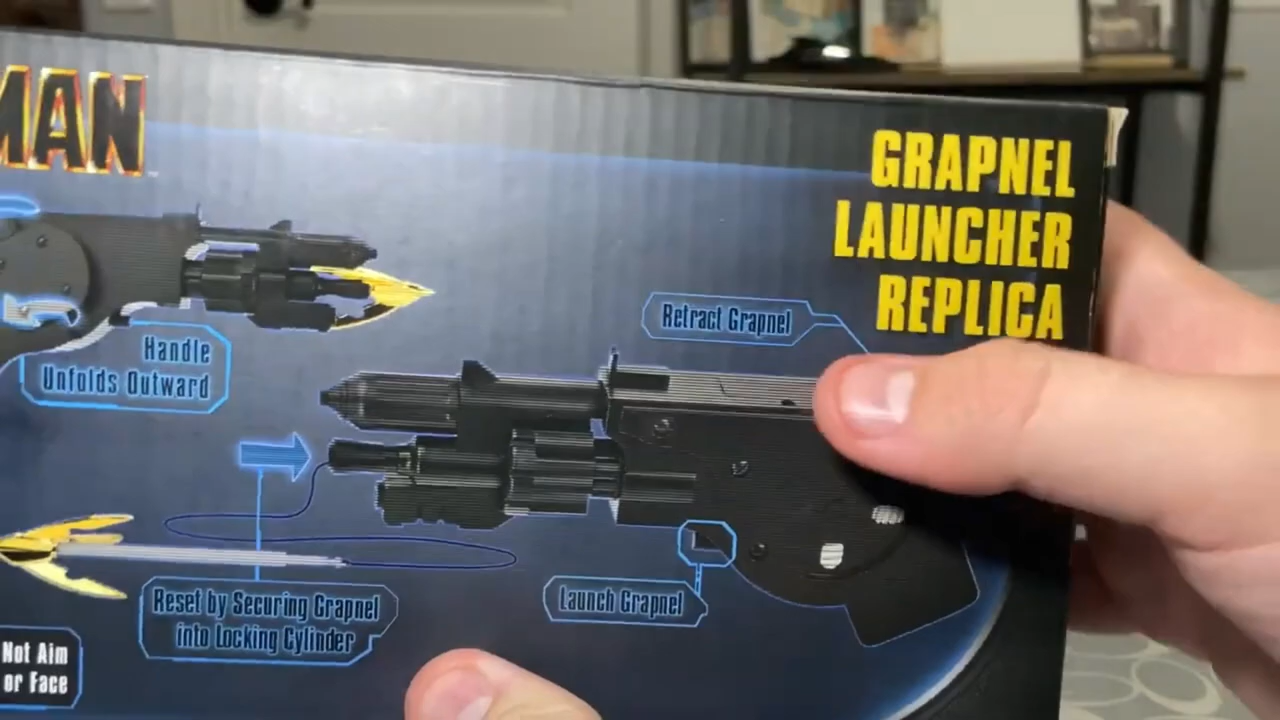 MAN
GRAPNEL
LAUNCHER
REPLICA
Retract Grapnel
Handle
Unfolds Outward
Reset by Securing Grapnel
into Locking Cylinder
Launch Grapnel
Not Aim
or Face